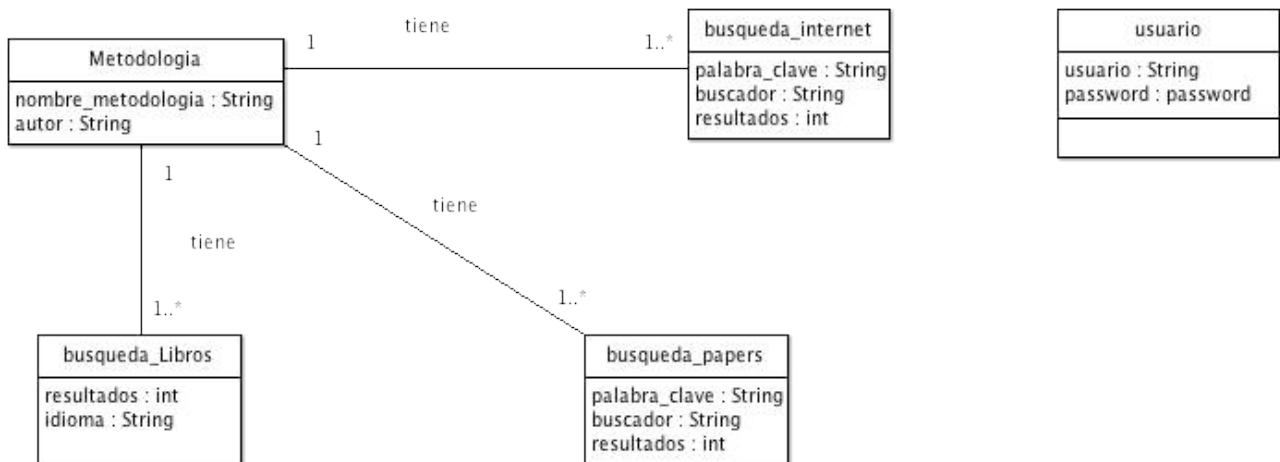 Metodologia
nombre_metodologia : String
autor : String
1
tiene
1..*
busqueda_internet
palabra_clave : String
buscador : String
resultados : int
usuario
usuario : String
password : password
1
tiene
1..*
busqueda_Libros
resultados : int
idioma : String
1
tiene
1..*
busqueda_papers
palabra_clave : String
buscador : String
resultados : int